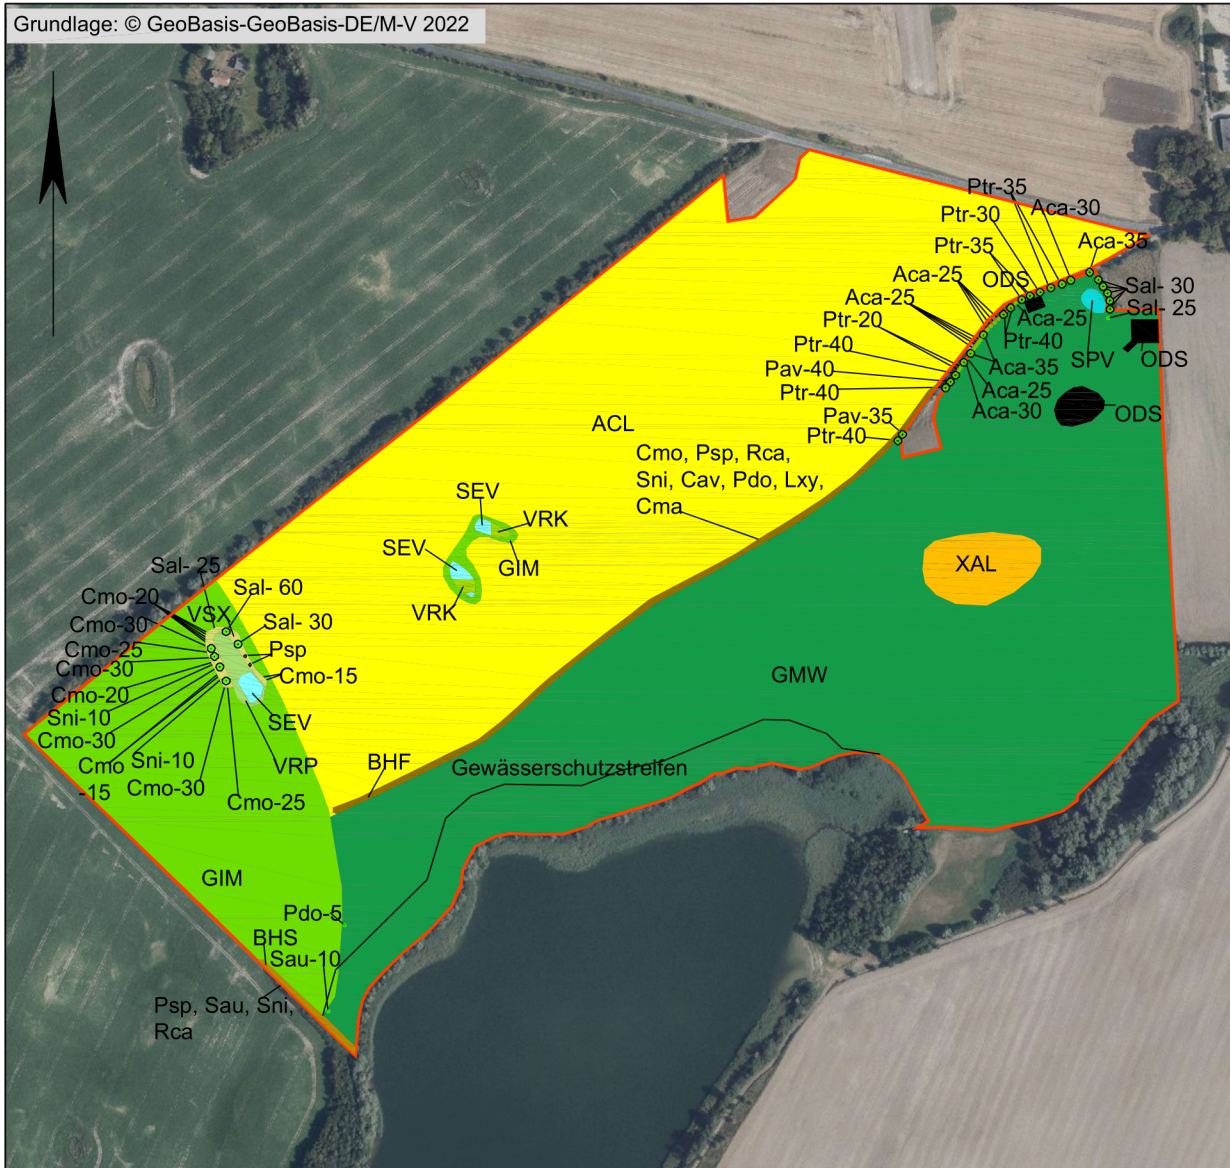 Grundlage: © GeoBasis-GeoBasis-DE/M-V 2022
Ptr-35
Aca-30
Ptr-30
Aca-35
Ptr-35
Aca-25
ODS
Sal- 30
Aca-25
Sal- 25
Ptr-20
Aca-25
Ptr-40
Ptr-40
SPV
ODS
Pav-40
Aca-35
Ptr-40
Aca-25
Aca-30
Pav-35
ODS
Ptr-40
ACL
Cmo, Psp, Rca,
Sni, Cav, Pdo, Lxy,
Cma
SEV
VRK
SEV
GIM
VRK
XAL
Sal- 25
Sal- 60
Cmo-20
VSX
Cmo-30
Sal- 30
Cmo-25
Psp
Cmo-30
Cmo-15
Cmo-20
Sni-10
SEV
Cmo-30
Cmo
-15
Sni-10
VRP
Cmo-30
Cmo-25
GMW
BHF
Gewässerschutzstreifen
GIM
Pdo-5
BHS
Sau-10
Psp, Sau, Sni,
Rca